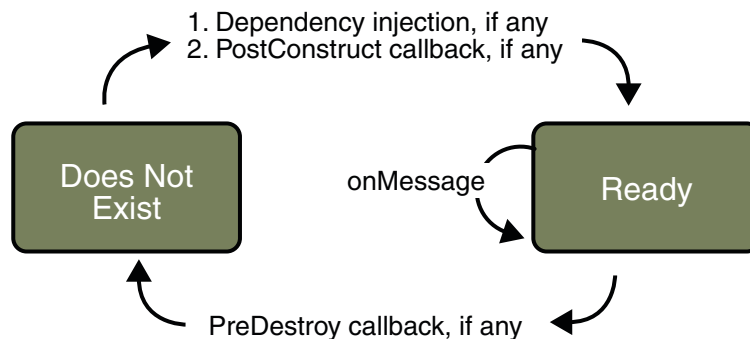 1. Dependency injection, if any
2. PostConstruct callback, if any
Does Not
Exist
onMessage
Ready
PreDestroy callback, if any